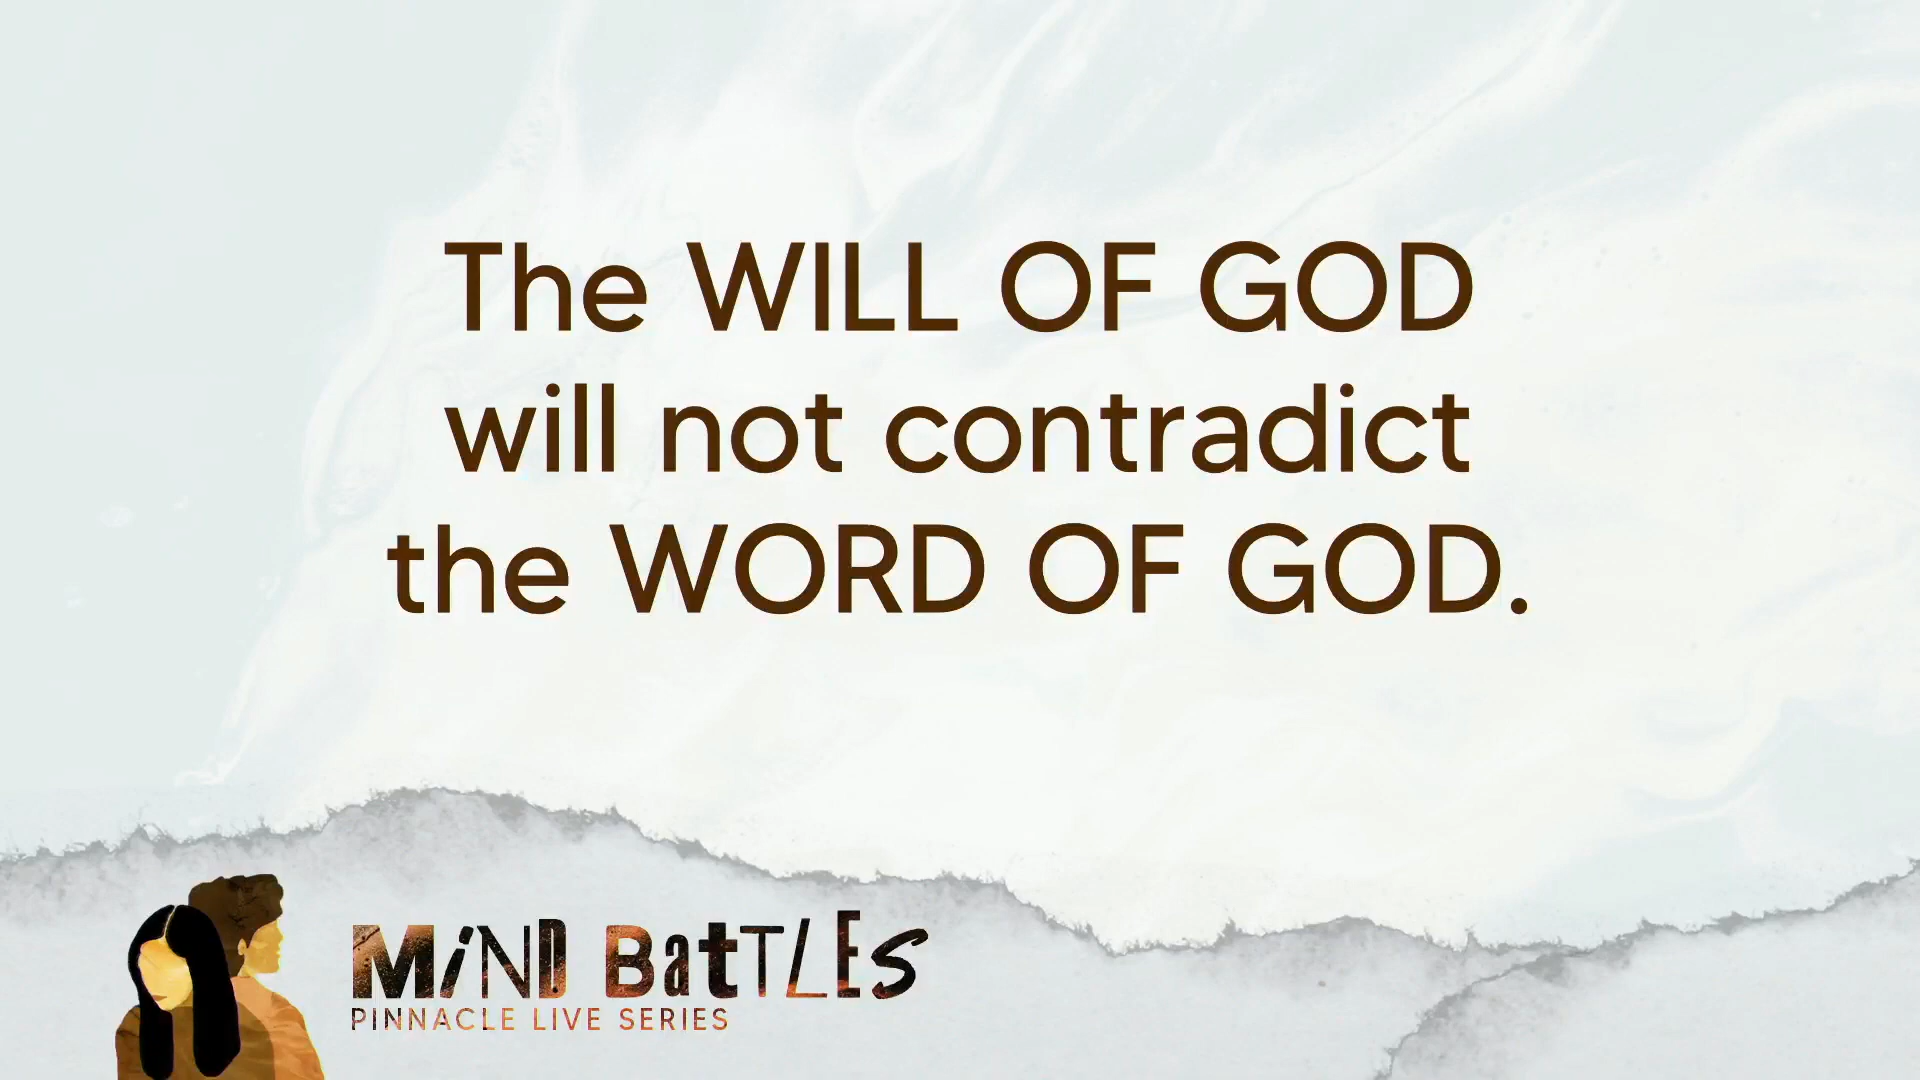 The WILL OF GOD
will not contradict
the WORD OF GOD.
MiND BatTLES
PINNACLE LIVE SERIES